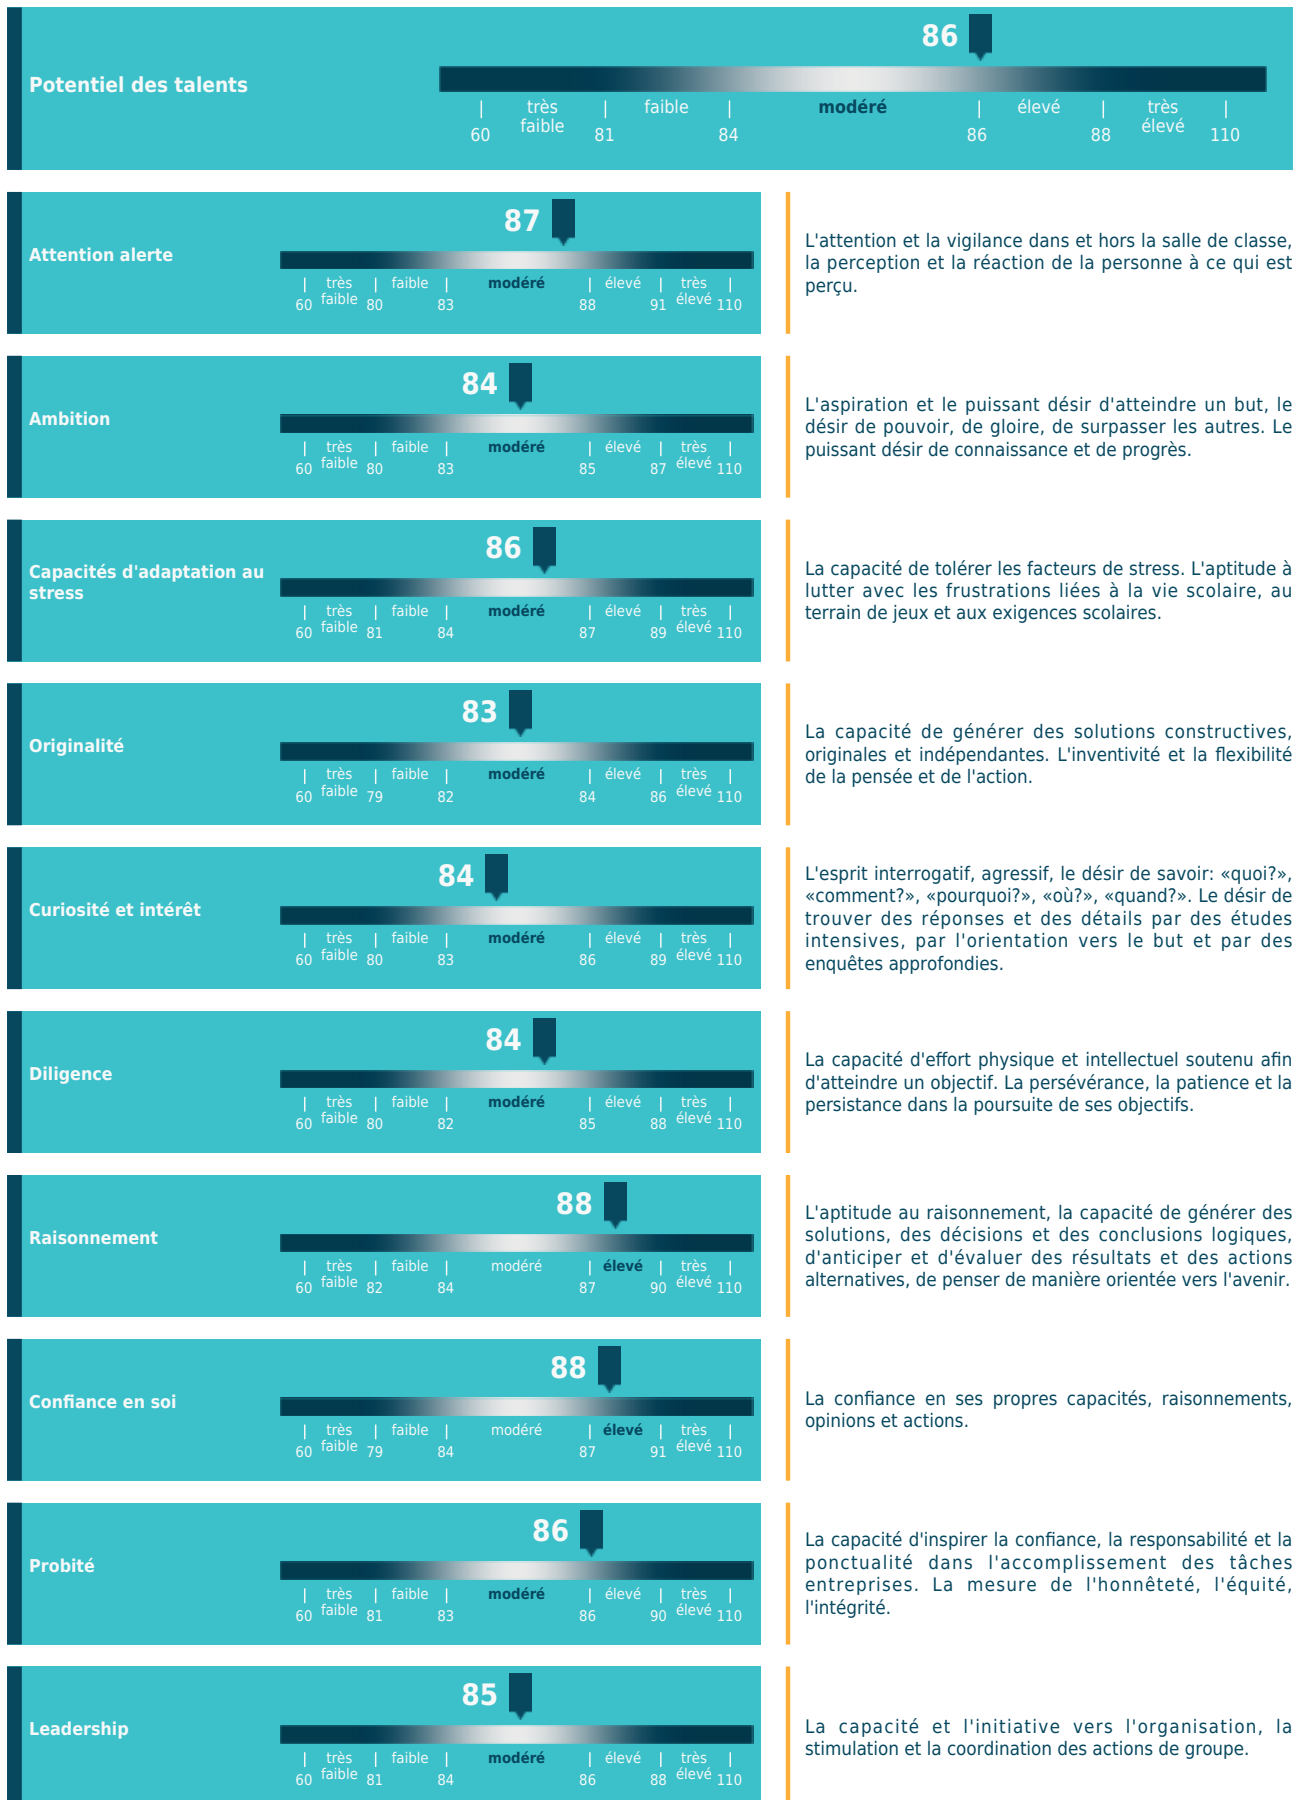 Potentiel des talents
86
| très | faible | modéré | élevé | très |
faible élevé
60 81 84 86 88 110
Attention alerte
87
| très | faible | modéré | élevé | très |
faible élevé
60 80 83 88 91 110
L'attention et la vigilance dans et hors la salle de classe,
la perception et la réaction de la personne à ce qui est
perçu.
Ambition
84
| très | faible | modéré | élevé | très |
faible élevé
60 80 83 85 87 110
L'aspiration et le puissant désir d'atteindre un but, le
désir de pouvoir, de gloire, de surpasser les autres. Le
puissant désir de connaissance et de progrès.
Capacités d'adaptation au
stress
86
| très | faible | modéré | élevé | très |
faible élevé
60 81 84 87 89 110
La capacité de tolérer les facteurs de stress. L'aptitude à
lutter avec les frustrations liées à la vie scolaire, au
terrain de jeux et aux exigences scolaires.
Originalité
83
| très | faible | modéré | élevé | très |
faible élevé
60 79 82 84 86 110
La capacité de générer des solutions constructives,
originales et indépendantes. L'inventivité et la flexibilité
de la pensée et de l'action.
Curiosité et intérêt
84
| très | faible | modéré | élevé | très |
faible élevé
60 80 83 86 89 110
L'esprit interrogatif, agressif, le désir de savoir: «quoi?»,
«comment?», «pourquoi?», «où?», «quand?». Le désir de
trouver des réponses et des détails par des études
intensives, par l'orientation vers le but et par des
enquêtes approfondies.
Diligence
84
| très | faible | modéré | élevé | très |
faible élevé
60 80 82 85 88 110
La capacité d'effort physique et intellectuel soutenu afin
d'atteindre un objectif. La persévérance, la patience et la
persistance dans la poursuite de ses objectifs.
Raisonnement
88
| très | faible | modéré | élevé | très |
faible élevé
60 82 84 87 90 110
L'aptitude au raisonnement, la capacité de générer des
solutions, des décisions et des conclusions logiques,
d'anticiper et d'évaluer des résultats et des actions
alternatives, de penser de manière orientée vers l'avenir.
Confiance en soi
88
| très | faible | modéré | élevé | très |
faible élevé
60 79 84 87 91 110
La confiance en ses propres capacités, raisonnements,
opinions et actions.
Probité
86
| très | faible | modéré | élevé | très |
faible élevé
60 81 83 86 90 110
La capacité d'inspirer la confiance, la responsabilité et la
ponctualité dans l'accomplissement des tâches
entreprises. La mesure de l'honnêteté, l'équité,
l'intégrité.
Leadership
85
| très | faible | modéré | élevé | très |
faible élevé
60 81 84 86 88 110
La capacité et l'initiative vers l'organisation, la
stimulation et la coordination des actions de groupe.